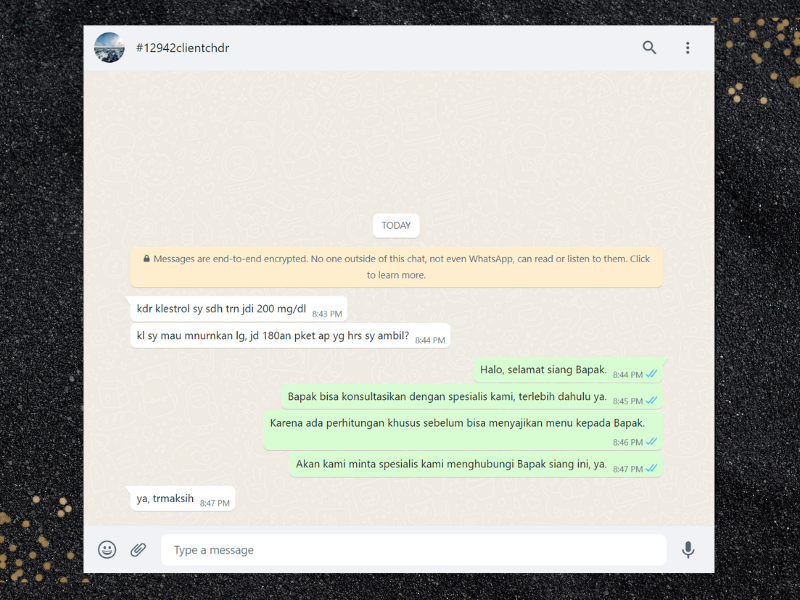 #12942clientchdr
TODAY
Messages are end-to-end encrypted. No one outside of this chat, not even WhatsApp, can read or listen to them. Click
to learn more.
kdr klestrol sy sdh trn jdi 200 mg/dl 8:43 PM
kl sy mau mnurnkan lg, jd 180an pket ap yg hrs sy ambil? 8:44 PM
Halo, selamat siang Bapak. 8:44 PM
Bapak bisa konsultasikan dengan spesialis kami, terlebih dahulu ya. 8:45 PM
Karena ada perhitungan khusus sebelum bisa menyajikan menu kepada Bapak.
8:46 PM
Akan kami minta spesialis kami menghubungi Bapak siang ini, ya. 8:47 PM
ya, trmaksih 8:47 PM
Type a message